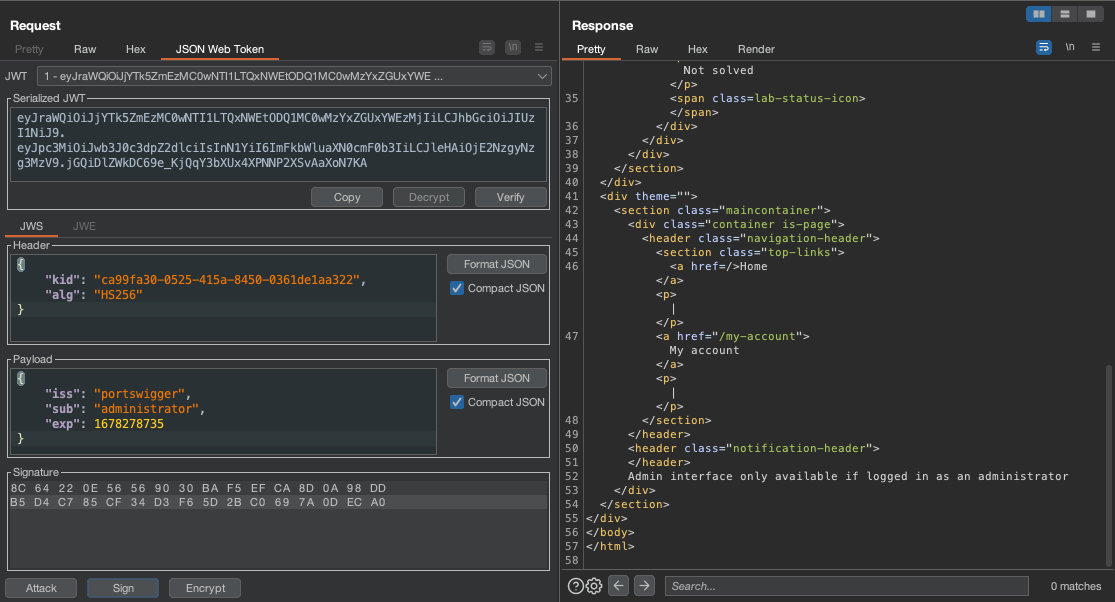 Request
Pretty Raw Hex JSON Web Token \n
JWT 1 - eyJraWQiOiJjYTk5ZmEzMC0wNTI1LTQxNWEtODQ1MC0wMzYxZGUxYWE ...
Serialized JWT
eyJraWQiOiJjYTk5ZmEzMC0wNTI1LTQxNWEtODQ1MC0wMzYxZGUxYWEzMjIiLCJhbGciOiJIUz
I1NiJ9.
eyJpc3MiOiJwb3J0c3dpZ2dlciIsInN1YiI6ImFkbWluaXN0cmF0b3IiLCJleHAiOjE2NzgyNz
g3MzV9.jGQiDlZWkDC69e_KjQqY3bXUx4XPNNP2XSvAaXoN7KA
Copy Decrypt Verify
JWS JWE
Header
{
"kid": "ca99fa30-0525-415a-8450-0361de1aa322",
"alg": "HS256"
}
Format JSON
Compact JSON
Payload
{
"iss": "portswigger",
"sub": "administrator",
"exp": 1678278735
}
Format JSON
Compact JSON
Signature
8C 64 22 0E 56 56 90 30 BA F5 EF CA 8D 0A 98 DD
B5 D4 C7 85 CF 34 D3 F6 5D 2B C0 69 7A 0D EC A0
Attack Sign Encrypt
Response
Pretty Raw Hex Render \n
Not solved
</p>
35 <span class=lab-status-icon>
</span>
36 </div>
37 </div>
38 </div>
39 </section>
40 </div>
41 <div theme="">
42 <section class="maincontainer">
43 <div class="container is-page">
44 <header class="navigation-header">
45 <section class="top-links">
46 <a href=/>Home
</a>
<p>
|
</p>
47 <a href="/my-account">
My account
</a>
<p>
|
</p>
48 </section>
49 </header>
50 <header class="notification-header">
51 </header>
52 Admin interface only available if logged in as an administrator
53 </div>
54 </section>
55 </div>
56 </body>
57 </html>
58
Search... 0 matches